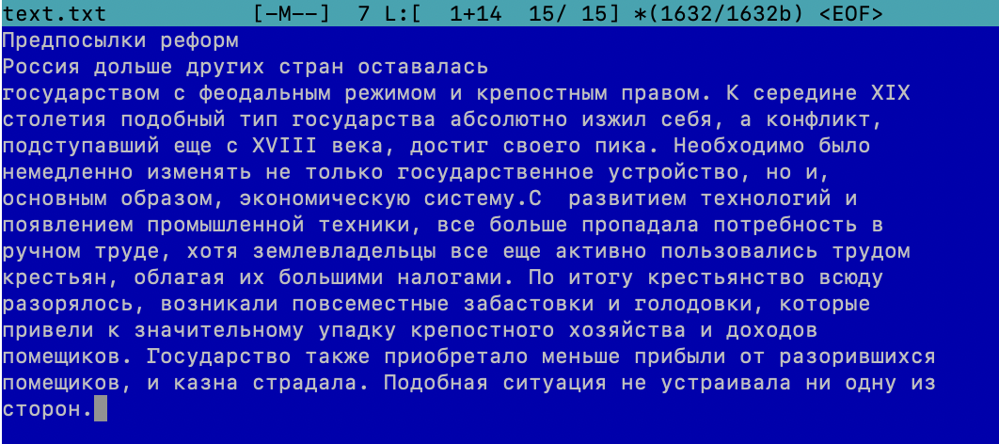 text.txt           [-M--]  7 L:[  1+14  15/ 15] *(1632/1632b) <EOF>
Предпосылки реформ
Россия дольше других стран оставалась
государством с феодальным режимом и крепостным правом. К середине XIX
столетия подобный тип государства абсолютно изжил себя, а конфликт,
подступавший еще с XVIII века, достиг своего пика. Необходимо было
немедленно изменять не только государственное устройство, но и,
основным образом, экономическую систему.С  развитием технологий и
появлением промышленной техники, все больше пропадала потребность в
ручном труде, хотя землевладельцы все еще активно пользовались трудом
крестьян, облагая их большими налогами. По итогу крестьянство всюду
разорялось, возникали повсеместные забастовки и голодовки, которые
привели к значительному упадку крепостного хозяйства и доходов
помещиков. Государство также приобретало меньше прибыли от разорившихся
помещиков, и казна страдала. Подобная ситуация не устраивала ни одну из
сторон.